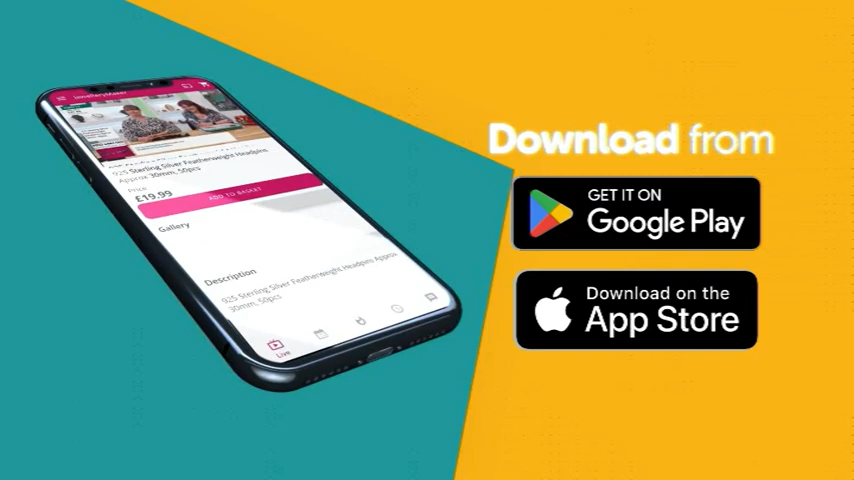 JewelleryMaker
925 Sterling Silver Featherweight Headpins
Approx 30mm, 50pcs
Price
£19.99
ADD TO BASKET
Gallery
Description
925 Sterling Silver Featherweight Headpins Approx
30mm, 50pcs
Live
Download from
GET IT ON
Google Play
Download on the
App Store